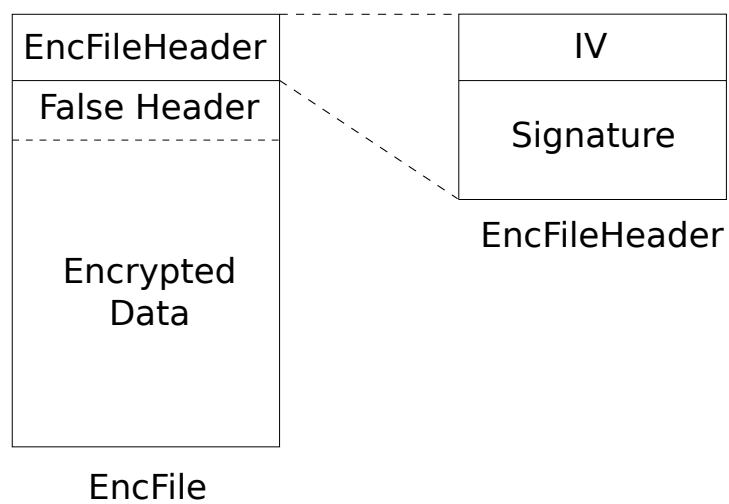 EncFileHeader
False Header
Encrypted
Data
EncFile
IV
Signature
EncFileHeader